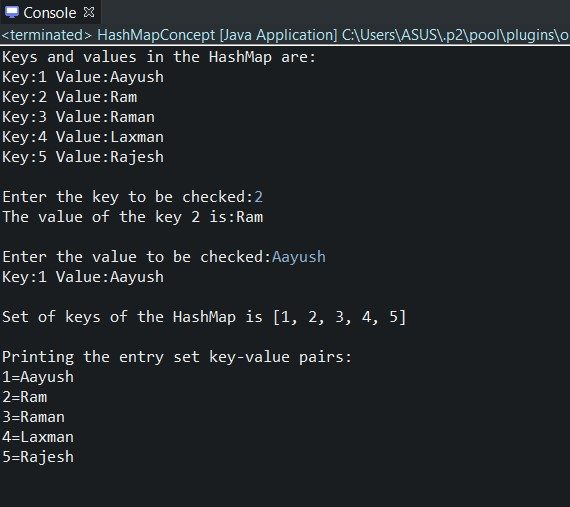 Console
<terminated> HashMapConcept [Java Application] C:\Users\ASUS\.p2\pool\plugins\o
Keys and values in the HashMap are:
Key:1 Value:Aayush
Key:2 Value:Ram
Key:3 Value:Raman
Key:4 Value:Laxman
Key:5 Value:Rajesh
Enter the key to be checked:2
The value of the key 2 is:Ram
Enter the value to be checked:Aayush
Key:1 Value:Aayush
Set of keys of the HashMap is [1, 2, 3, 4, 5]
Printing the entry set key-value pairs:
1=Aayush
2=Ram
3=Raman
4=Laxman
5=Rajesh